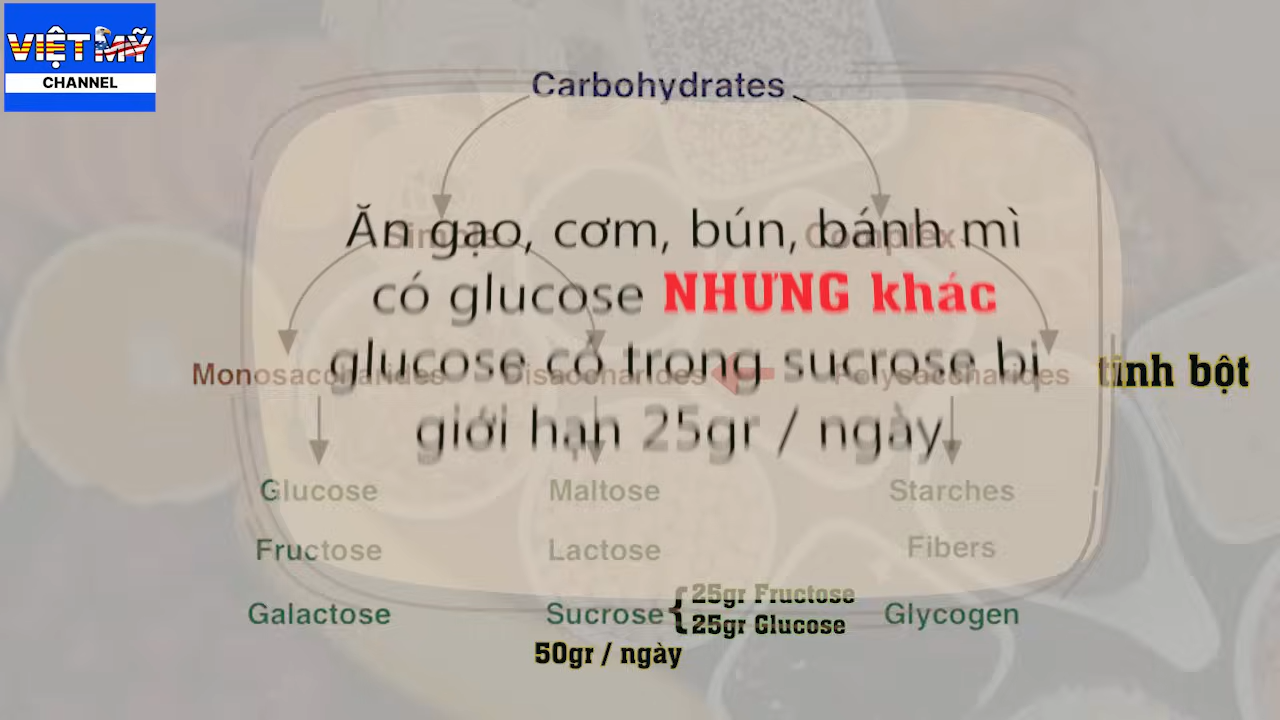 VIỆT MỸ
CHANNEL
Carbohydrates
Simple
Complex
Ăn gạo, cơm, bún, bánh mì
có glucose NHƯNG khác
glucose có trong sucrose bị
giới hạn 25gr / ngày
Monosaccharides
Disaccharides
Polysaccharides
tinh bột
Glucose
Maltose
Starches
Fructose
Lactose
Fibers
Galactose
Sucrose
25gr Fructose
25gr Glucose
Glycogen
50gr / ngày